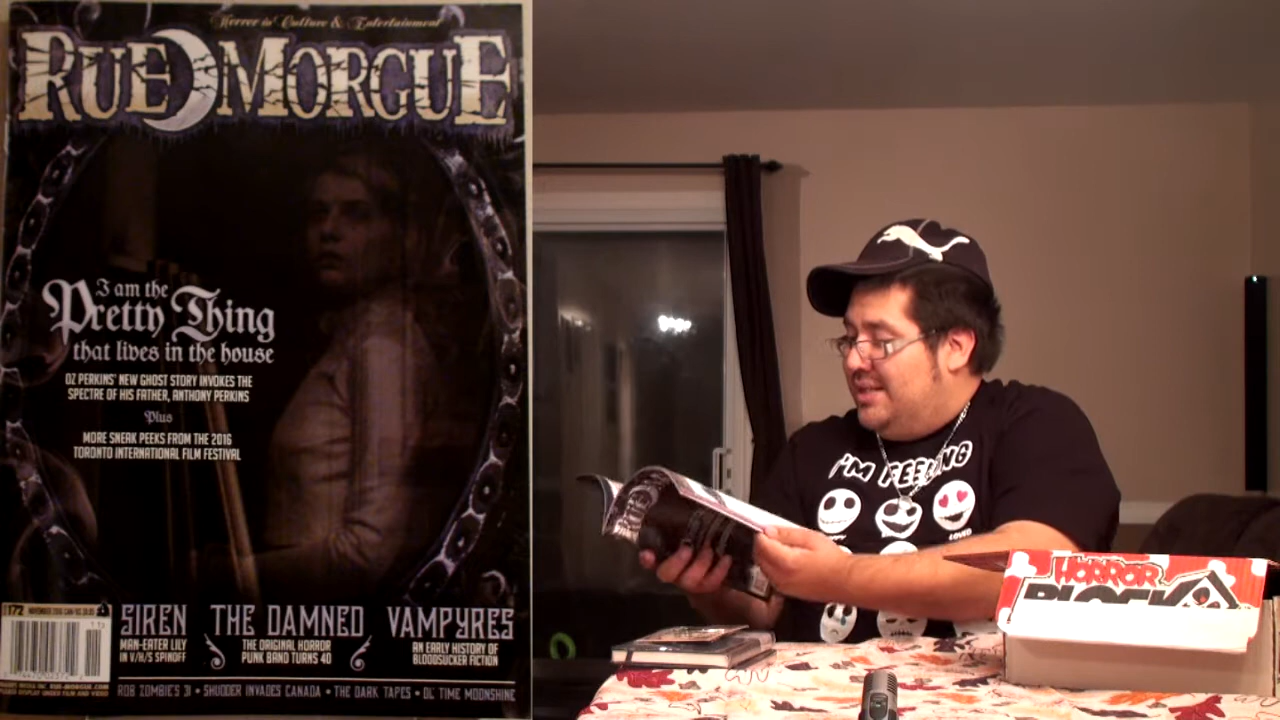 Horror in Culture & Entertainment
RUE MORGUE
I am the
Pretty Thing
that lives in the house
OZ PERKINS' NEW GHOST STORY INVOKES THE
SPECTRE OF HIS FATHER, ANTHONY PERKINS
Plus
MORE SNEAK PEEKS FROM THE 2016
TORONTO INTERNATIONAL FILM FESTIVAL
172
SIREN
MAN-EATER LILY
IN V/H/S SPINOFF
THE DAMNED
THE ORIGINAL HORROR
PUNK BAND TURNS 40
VAMPYRES
AN EARLY HISTORY OF
BLOODSUCKER FICTION
ROB ZOMBIE'S 31 • SHUDDER INVADES CANADA • THE DARK TAPES • OL' TIME MOONSHINE
I'M FEELING
LOVED
HORROR
BLOCK